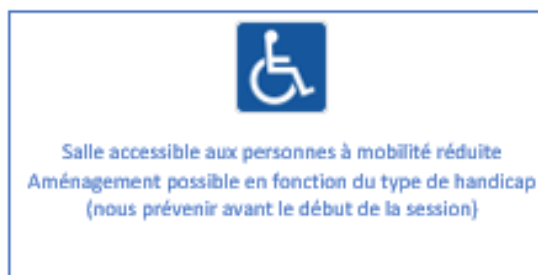 Salle accessible aux personnes à mobilité réduite
Aménagement possible en fonction du type de handicap
(nous prévenir avant le début de la session)